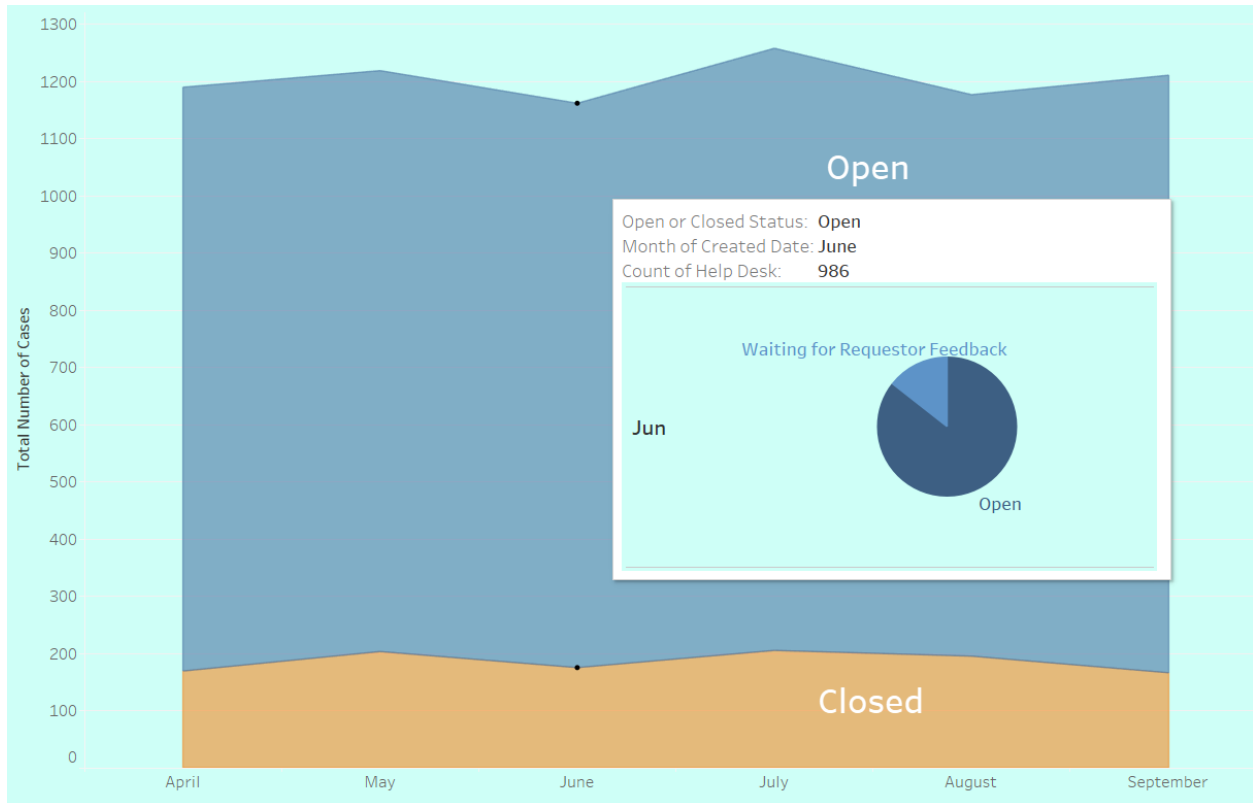 1300
1200
1100
1000
900
800
700
600
500
400
300
200
100
0
Total Number of Cases
Open
Open or Closed Status: Open
Month of Created Date: June
Count of Help Desk: 986
Waiting for Requestor Feedback
Jun
Open
Closed
April May June July August September